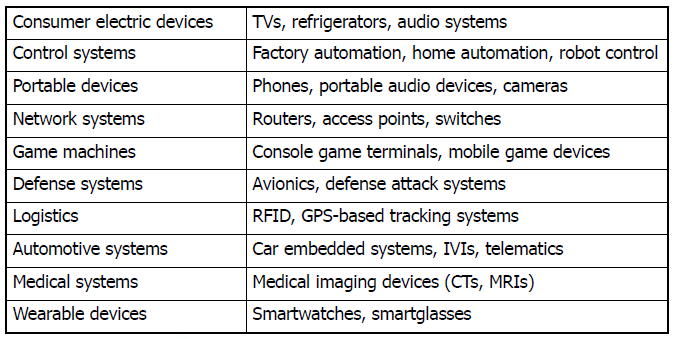 Consumer electric devices TVs, refrigerators, audio systems
Control systems Factory automation, home automation, robot control
Portable devices Phones, portable audio devices, cameras
Network systems Routers, access points, switches
Game machines Console game terminals, mobile game devices
Defense systems Avionics, defense attack systems
Logistics RFID, GPS-based tracking systems
Automotive systems Car embedded systems, IVIs, telematics
Medical systems Medical imaging devices (CTs, MRIs)
Wearable devices Smartwatches, smartglasses